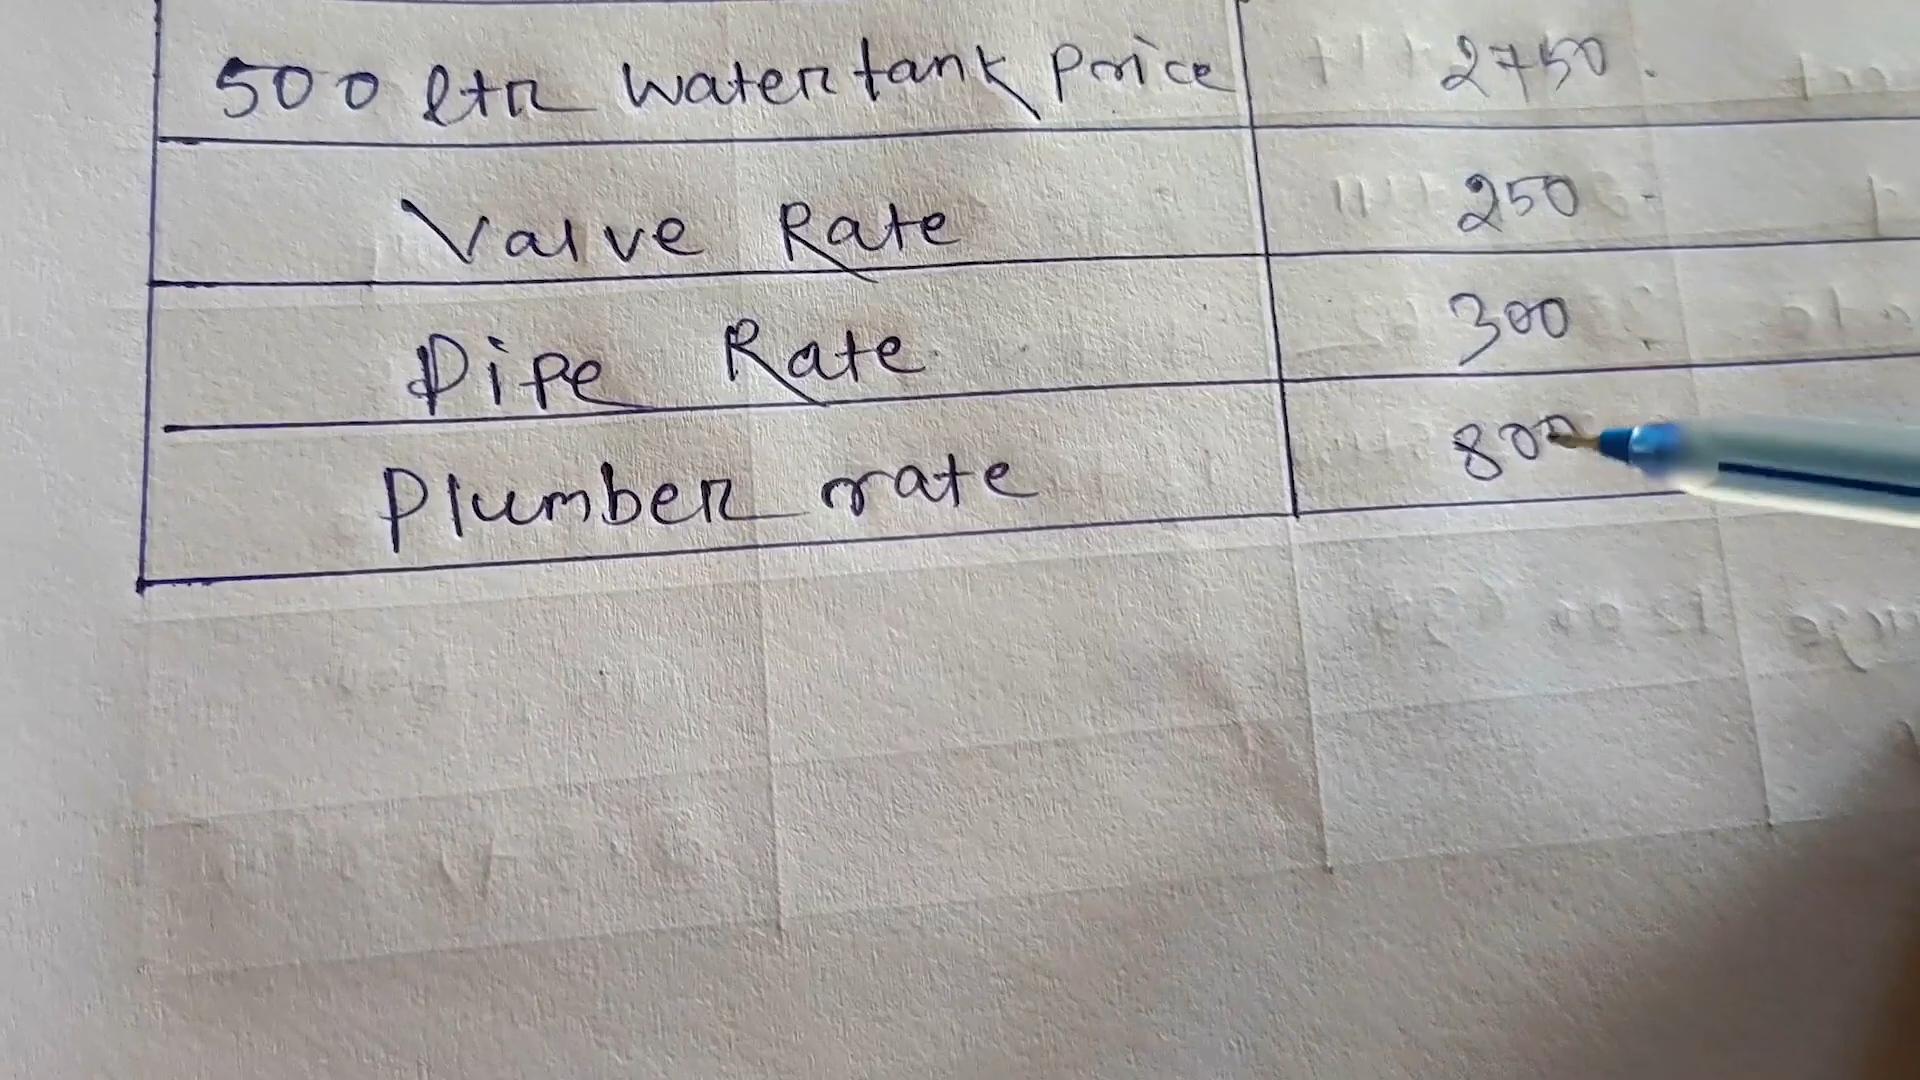 500 ltr water tank price 2750
Valve Rate 250
Pipe Rate 300
Plumber rate 800